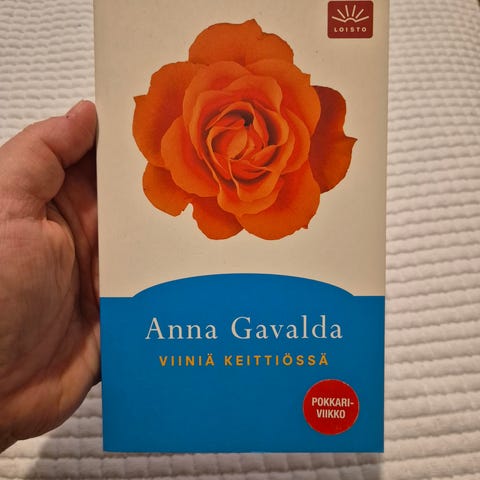 LOISTO
Anna Gavalda
VIINIÄ KEITTIÖSSÄ
POKKARI-
VIIKKO